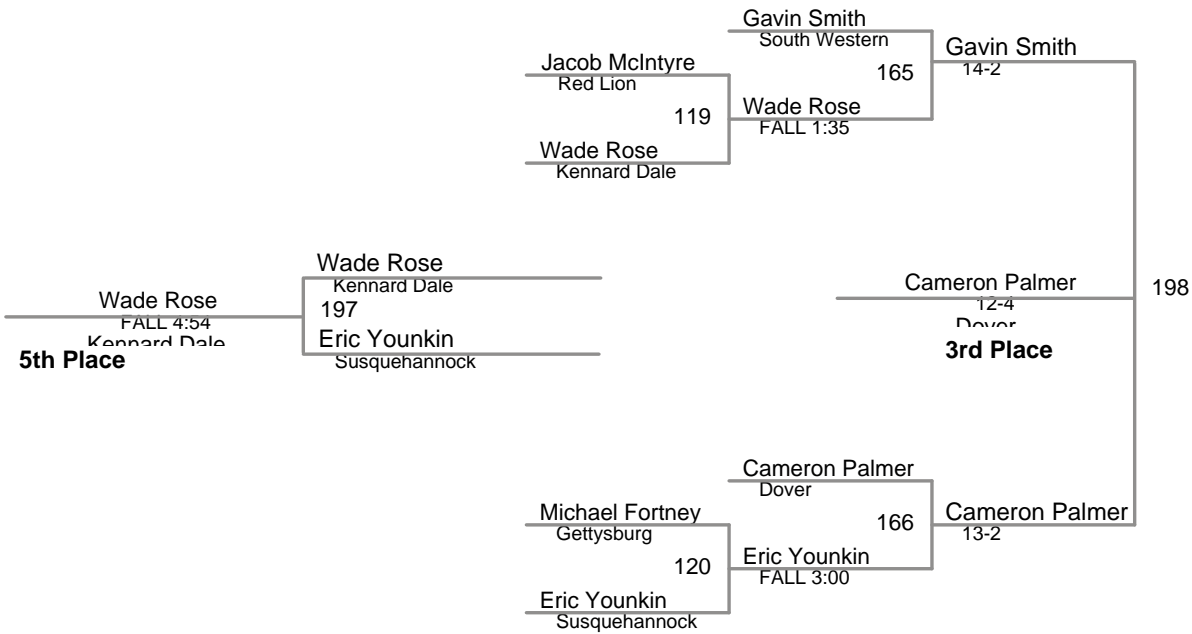 Gavin Smith
South Western
Gavin Smith
14-2
Jacob McIntyre
Red Lion
165
119
Wade Rose
FALL 1:35
Wade Rose
Kennard Dale
Wade Rose
Kennard Dale
Cameron Palmer
12-4
Dover
3rd Place
198
Wade Rose
FALL 4:54
Kennard Dale
5th Place
197
Eric Younkin
Susquehannock
Cameron Palmer
Dover
Michael Fortney
Gettysburg
166
Cameron Palmer
13-2
120
Eric Younkin
FALL 3:00
Eric Younkin
Susquehannock